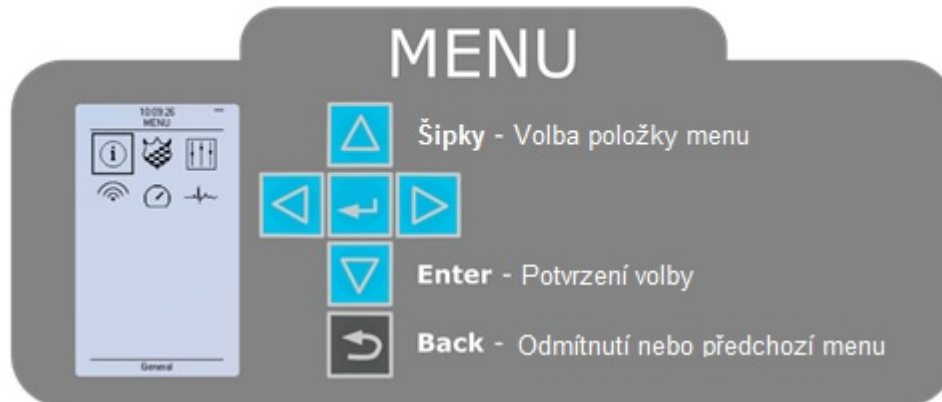 MENU
10:09:26
MENU
General
Šipky - Volba položky menu
Enter - Potvrzení volby
Back - Odmítnutí nebo předchozí menu